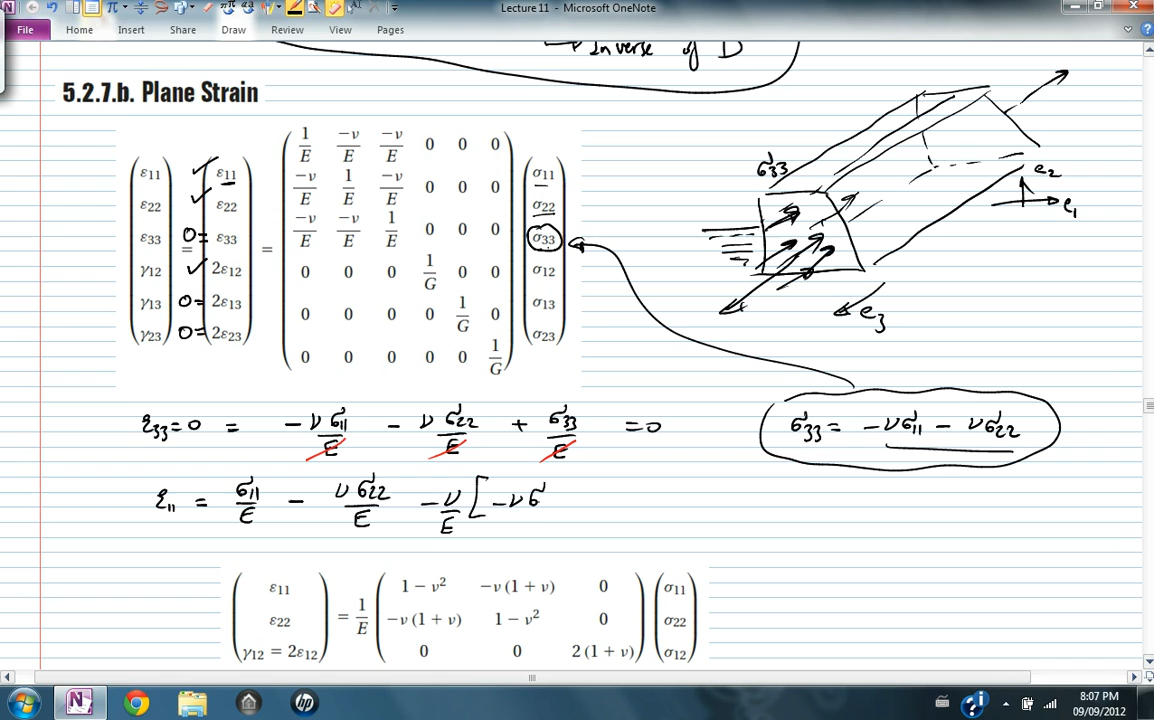 Lecture 11 - Microsoft OneNote
File Home Insert Share Draw Review View Pages
→ Inverse of D
5.2.7.b. Plane Strain
ε11 ε11 1/E -ν/E -ν/E 0 0 0 σ11
ε22 ε22 -ν/E 1/E -ν/E 0 0 0 σ22
ε33 = 0= ε33 = -ν/E -ν/E 1/E 0 0 0 σ33
γ12 2ε12 0 0 0 1/G 0 0 σ12
γ13 0= 2ε13 0 0 0 0 1/G 0 σ13
γ23 0= 2ε23 0 0 0 0 0 1/G σ23
σ33
e2
e1
e3
ε33=0 = - νσ11/E - νσ22/E + σ33/E =0
σ33 = -νσ11 - νσ22
ε11 = σ11/E - νσ22/E - ν/E [ -νσ
ε11 1 − ν² −ν(1 + ν) 0 σ11
ε22 = 1/E −ν(1 + ν) 1 − ν² 0 σ22
γ12 = 2ε12 0 0 2(1 + ν) σ12
8:07 PM
09/09/2012